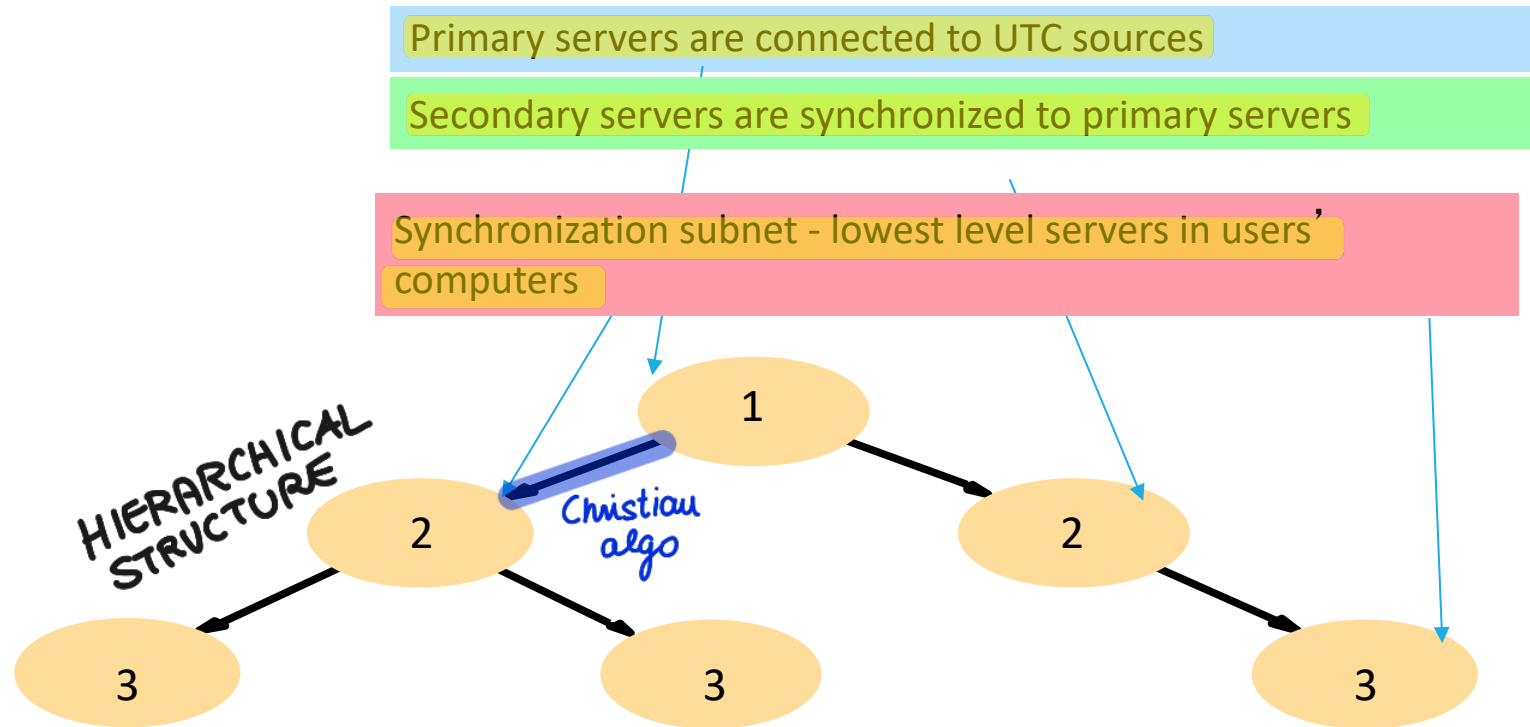 Primary servers are connected to UTC sources
Secondary servers are synchronized to primary servers
Synchronization subnet - lowest level servers in users’
computers
1
HIERARCHICAL
STRUCTURE
2
Christian
algo
2
3
3
3